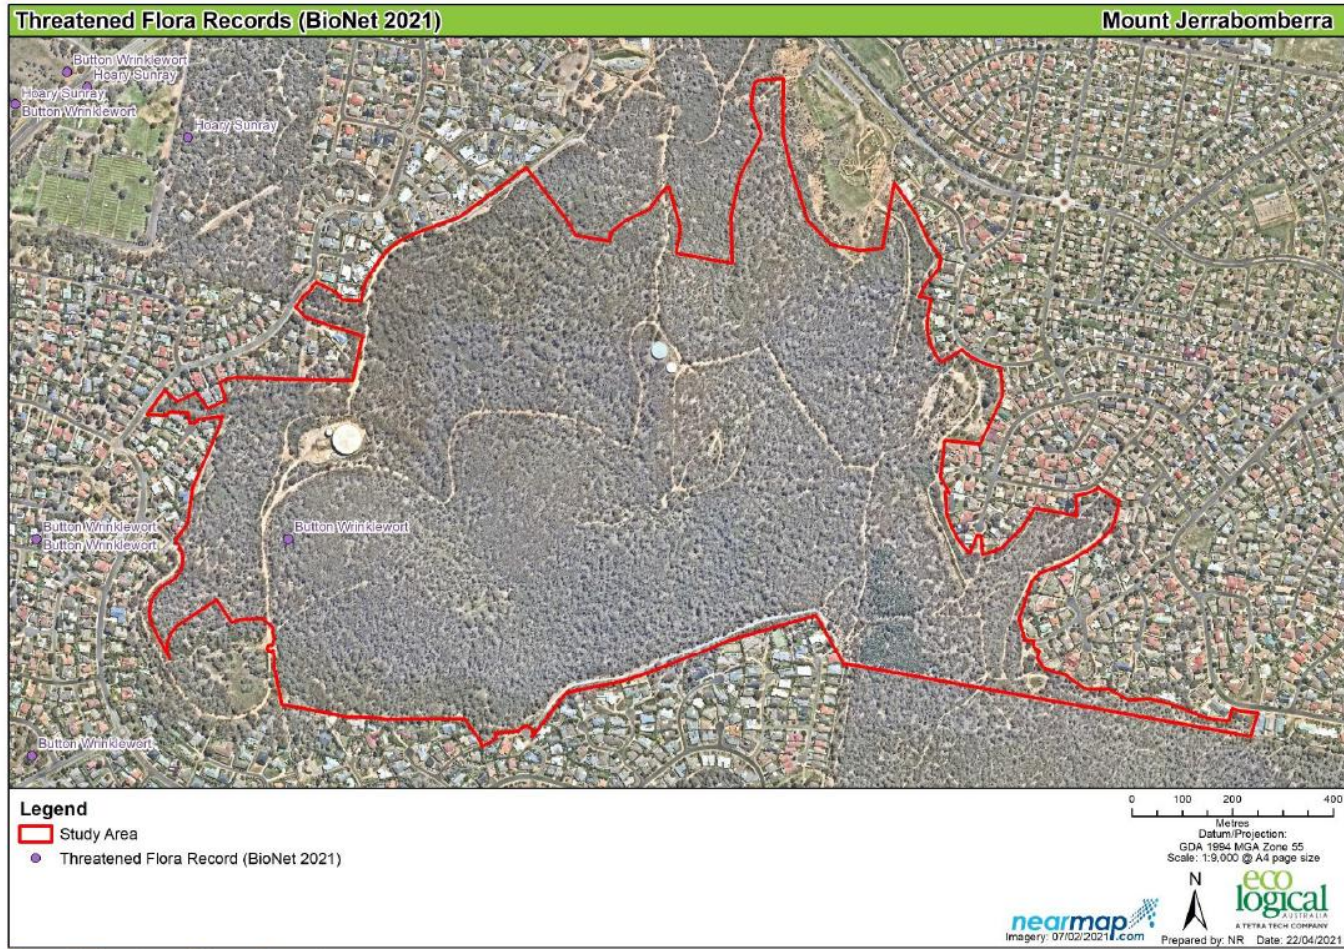 Threatened Flora Records (BioNet 2021)
Mount Jerrabomberra
Button Wrinklewort
Hoary Sunray
Hoary Sunray
Button Wrinklewort
Hoary Sunray
Button Wrinklewort
Button Wrinklewort
Button Wrinklewort
Button Wrinklewort
Legend
Study Area
Threatened Flora Record (BioNet 2021)
0 100 200 400
Metres
Datum/Projection:
GDA 1994 MGA Zone 55
Scale: 1:9,000 @ A4 page size
N
eco
logical
AUSTRALIA
A TETRA TECH COMPANY
nearmap
.com
Imagery: 07/02/2021
Prepared by: NR Date: 22/04/2021